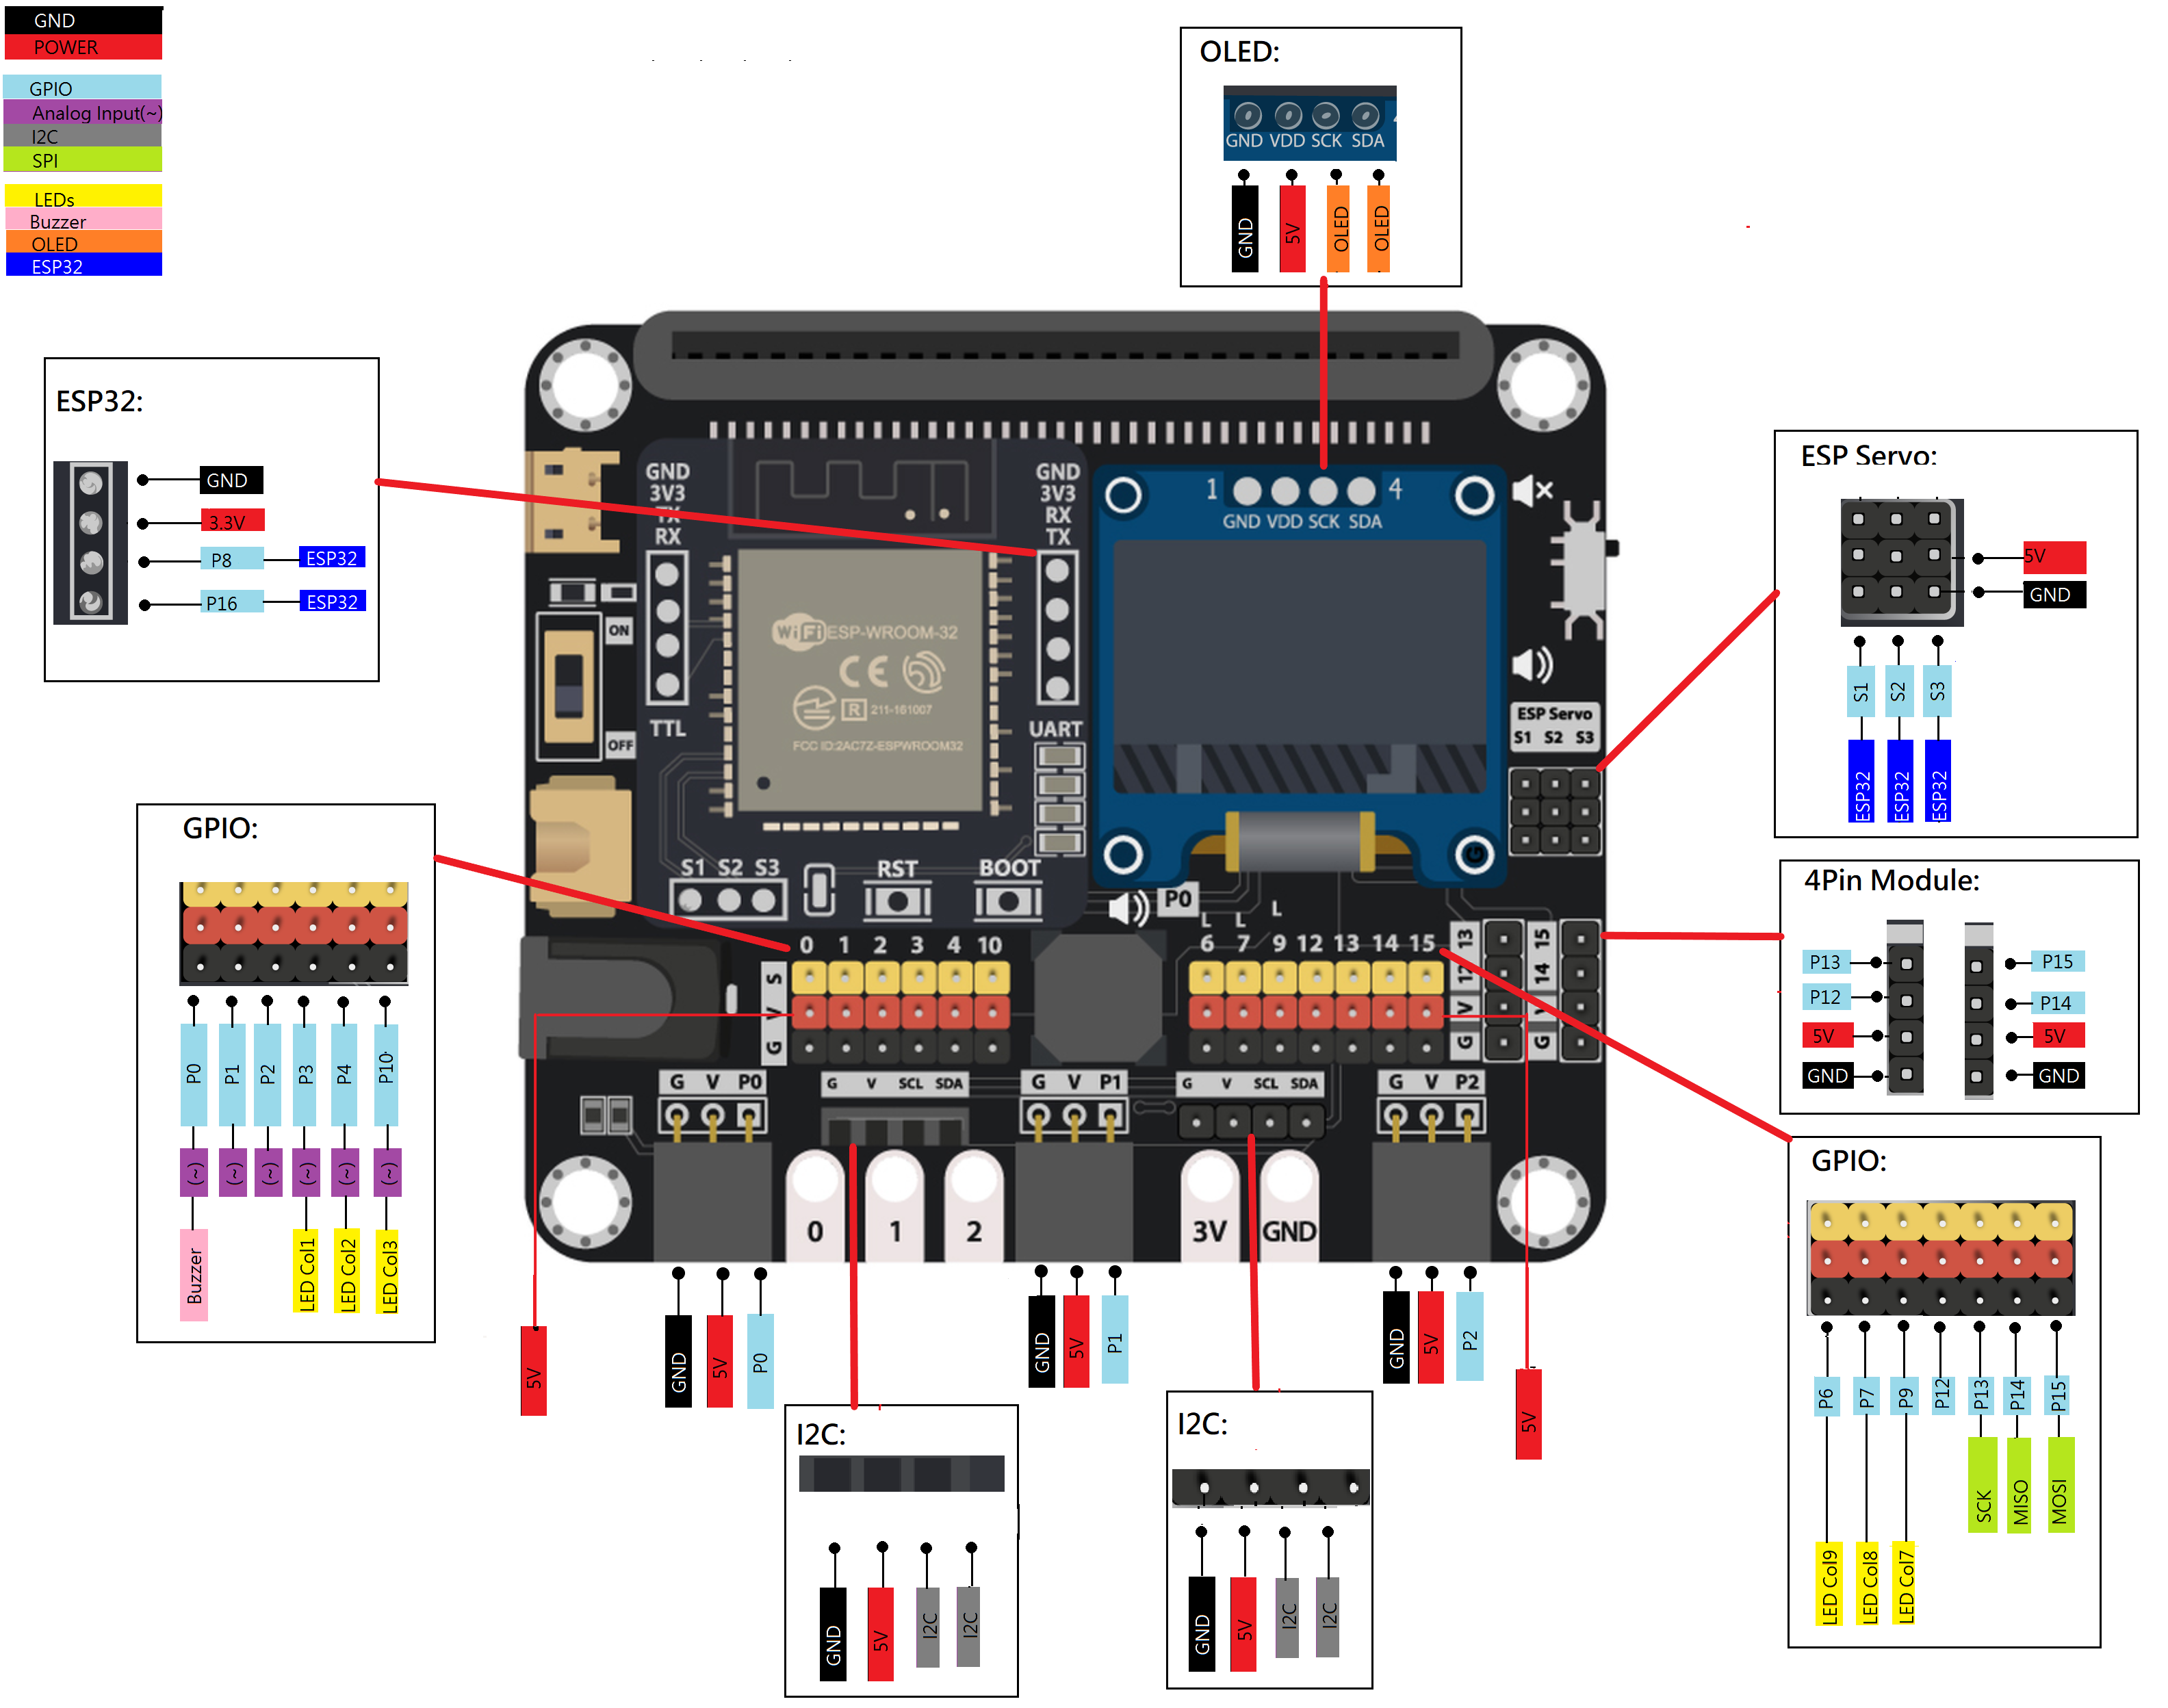 GND
POWER
GPIO
Analog Input(~)
I2C
SPI
LEDs
Buzzer
OLED
ESP32
OLED:
GND VDD SCK SDA
GND 5V OLED OLED
ESP32:
GND
3.3V
P8 ESP32
P16 ESP32
GND
3V3
TX
RX
TTL
ON
OFF
GND
3V3
RX
TX
UART
WiFi ESP-WROOM-32
CE
R 211-161007
FCC ID:2AC7Z-ESPWROOM32
S1 S2 S3
RST
BOOT
1 4
GND VDD SCK SDA
ESP Servo
S1 S2 S3
P0
G
ESP Servo:
5V
GND
S1 S2 S3
ESP32 ESP32 ESP32
GPIO:
P0 P1 P2 P3 P4 P10
(~) (~) (~) (~) (~) (~)
Buzzer LED Col1 LED Col2 LED Col3
0 1 2 3 4 10
S
V
G
L L L
6 7 9 12 13 14 15
13 12 V G
15 14 V G
4Pin Module:
P13 P15
P12 P14
5V 5V
GND GND
G V P0
G V SCL SDA
G V P1
G V SCL SDA
G V P2
0 1 2 3V GND
5V
GND 5V P0
GND 5V P1
GND 5V P2
5V
GPIO:
P6 P7 P9 P12 P13 P14 P15
SCK MISO MOSI
LED Col9 LED Col8 LED Col7
I2C:
GND 5V I2C I2C
I2C:
GND 5V I2C I2C